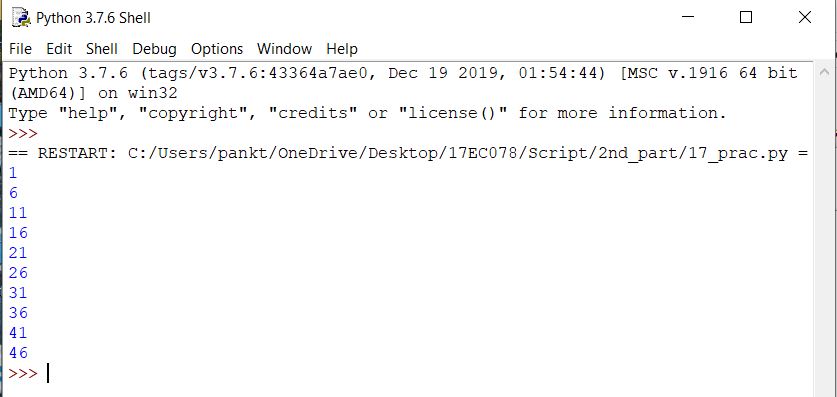 Python 3.7.6 Shell
File Edit Shell Debug Options Window Help
Python 3.7.6 (tags/v3.7.6:43364a7ae0, Dec 19 2019, 01:54:44) [MSC v.1916 64 bit
(AMD64)] on win32
Type "help", "copyright", "credits" or "license()" for more information.
>>>
== RESTART: C:/Users/pankt/OneDrive/Desktop/17EC078/Script/2nd_part/17_prac.py =
1
6
11
16
21
26
31
36
41
46
>>>